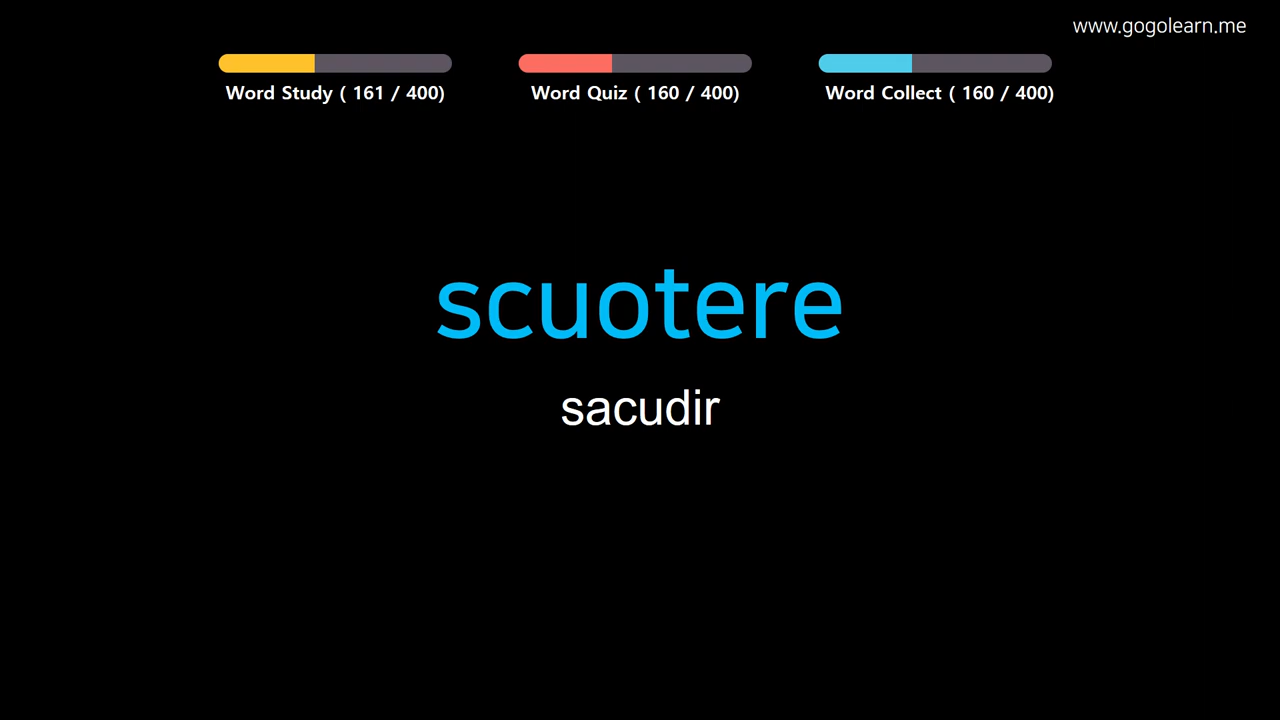 www.gogolearn.me
Word Study ( 161 / 400)
Word Quiz ( 160 / 400)
Word Collect ( 160 / 400)
scuotere
sacudir